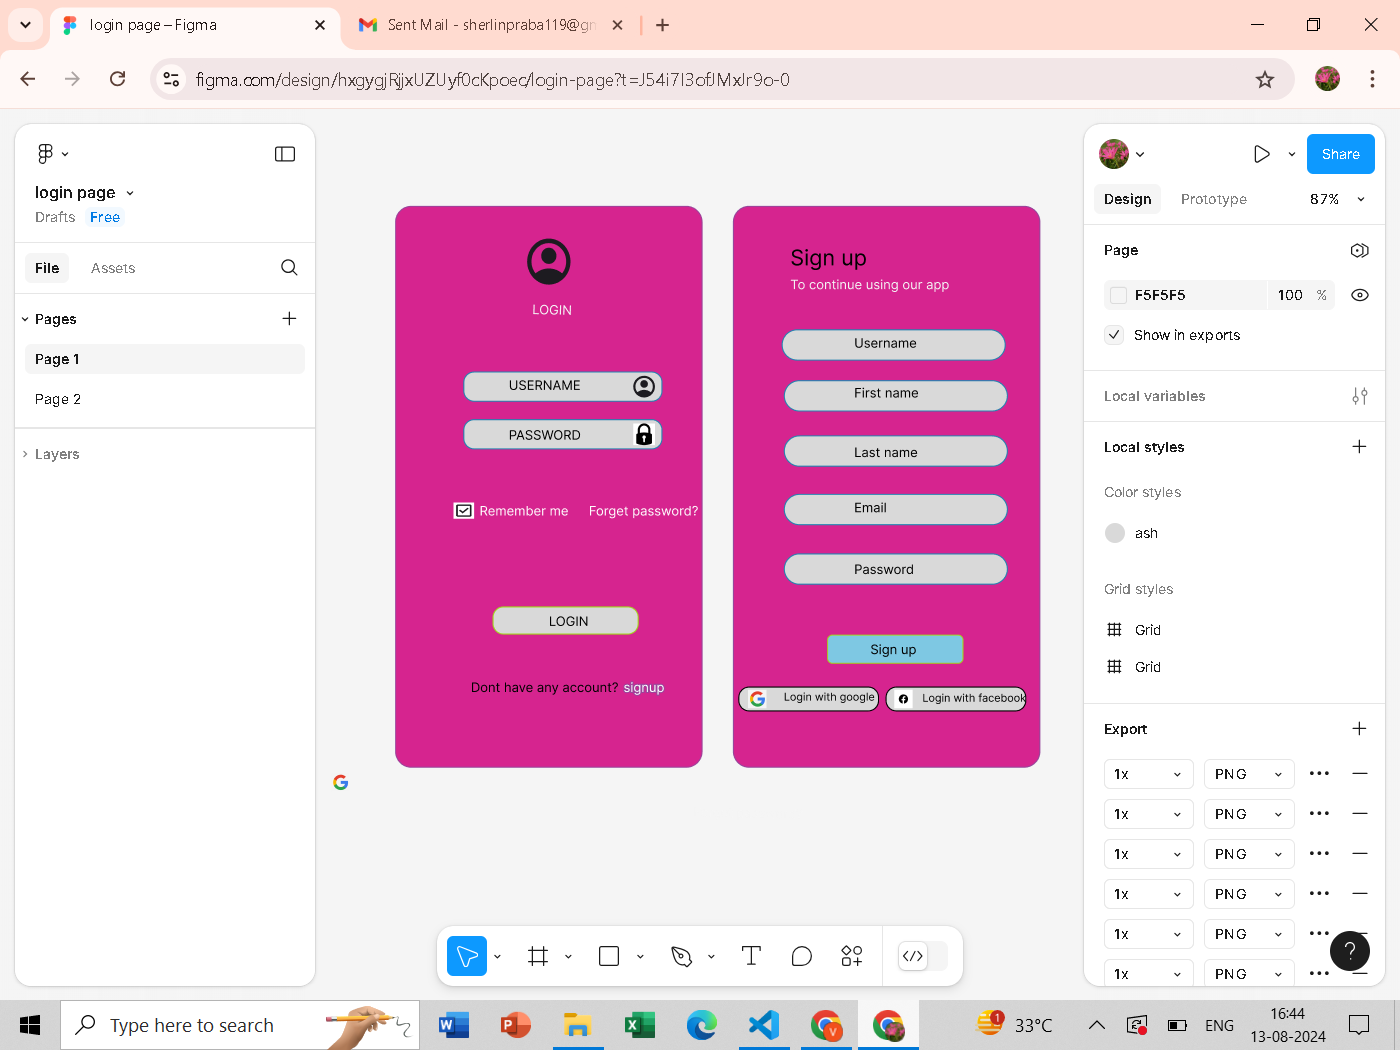 login page – Figma
Sent Mail - sherlinpraba119@gm
figma.com/design/hxgygjRjjxUZUyf0cKpoec/login-page?t=J54i7I3ofJMxJr9o-0
login page
Drafts Free
File Assets
Pages
Page 1
Page 2
Layers
LOGIN
USERNAME
PASSWORD
Remember me Forget password?
LOGIN
Dont have any account? signup
Sign up
To continue using our app
Username
First name
Last name
Email
Password
Sign up
Login with google Login with facebook
Share
Design Prototype 87%
Page
F5F5F5 100 %
Show in exports
Local variables
Local styles
Color styles
ash
Grid styles
Grid
Grid
Export
1x PNG
1x PNG
1x PNG
1x PNG
1x PNG
1x PNG
Type here to search
1
33°C
ENG
16:44
13-08-2024